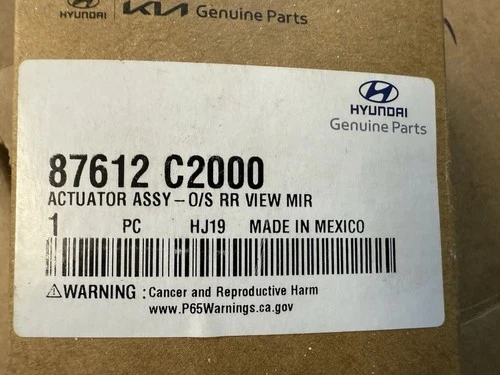 HYUNDAI KIA Genuine Parts
HYUNDAI
Genuine Parts
87612 C2000
ACTUATOR ASSY-O/S RR VIEW MIR
1 PC HJ19 MADE IN MEXICO
WARNING : Cancer and Reproductive Harm
www.P65Warnings.ca.gov